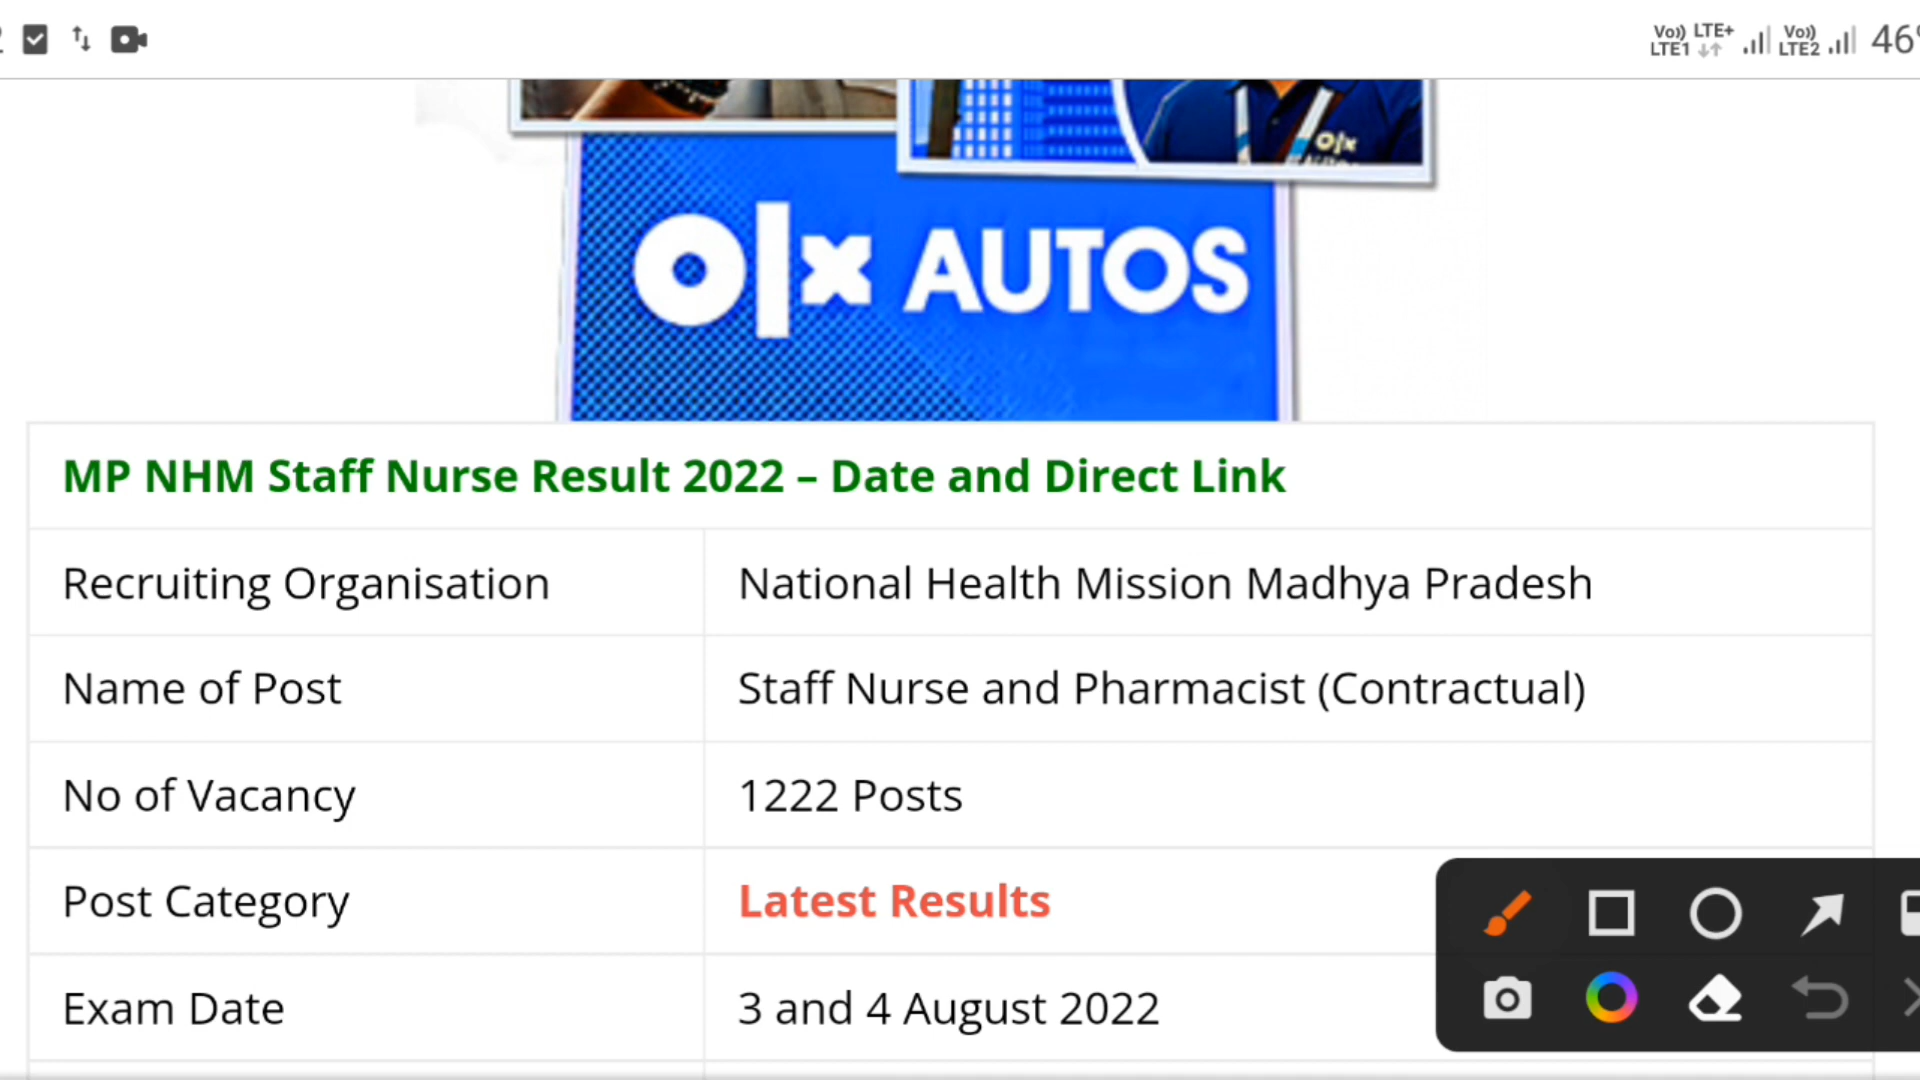 Vo)) LTE+
LTE1
Vo))
LTE2
46
olx
olx AUTOS
MP NHM Staff Nurse Result 2022 – Date and Direct Link
Recruiting Organisation National Health Mission Madhya Pradesh
Name of Post Staff Nurse and Pharmacist (Contractual)
No of Vacancy 1222 Posts
Post Category Latest Results
Exam Date 3 and 4 August 2022